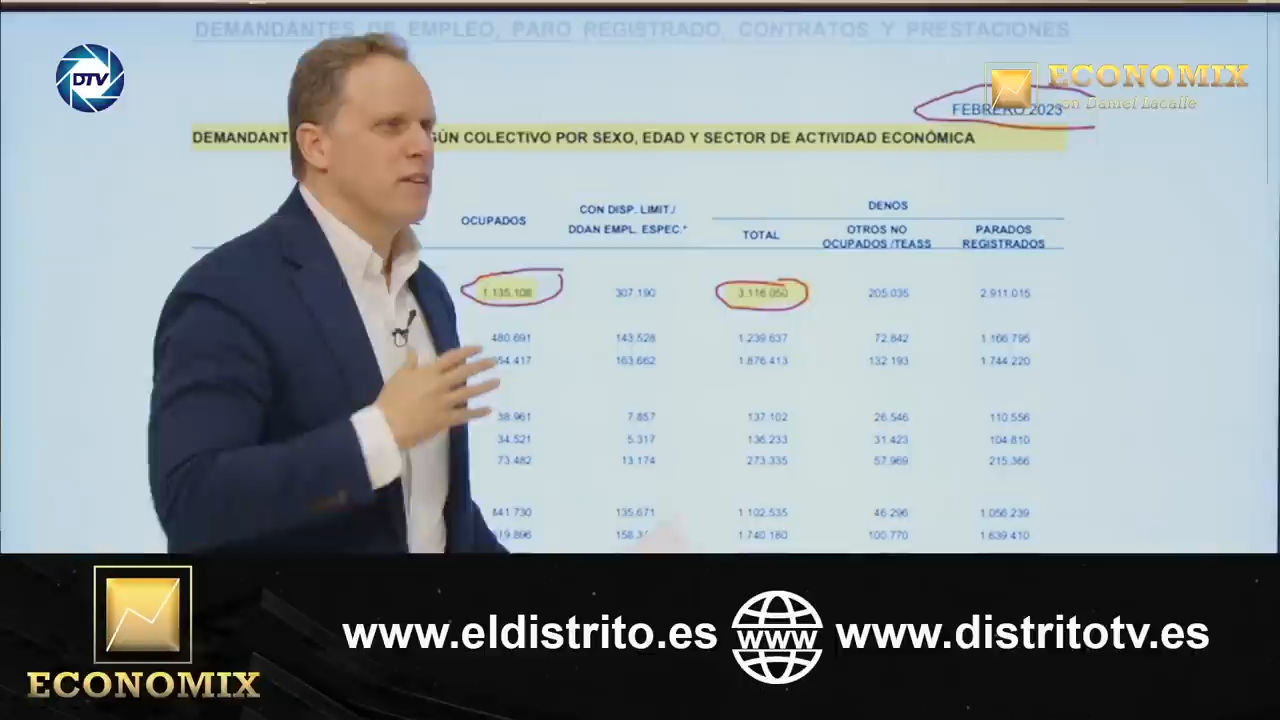 DEMANDANTES DE EMPLEO, PARO REGISTRADO, CONTRATOS Y PRESTACIONES
DTV
ECONOMIX
con Daniel Lacalle
FEBRERO 2023
DEMANDANT GÚN COLECTIVO POR SEXO, EDAD Y SECTOR DE ACTIVIDAD ECONÓMICA
DENOS
OCUPADOS CON DISP. LIMIT./ DDAN EMPL. ESPEC.* TOTAL OTROS NO OCUPADOS /TEASS PARADOS REGISTRADOS
1.135.108 307.190 3.116.050 205.035 2.911.015
480.691 143.528 1.239.637 72.842 1.166.795
54.417 163.662 1.876.413 132.193 1.744.220
38.961 7.857 137.102 26.546 110.556
34.521 5.317 136.233 31.423 104.810
73.482 13.174 273.335 57.969 215.366
441.730 135.671 1.102.535 46.296 1.056.239
19.896 1.740.180 100.770 1.639.410
www.eldistrito.es www www.distritotv.es
ECONOMIX